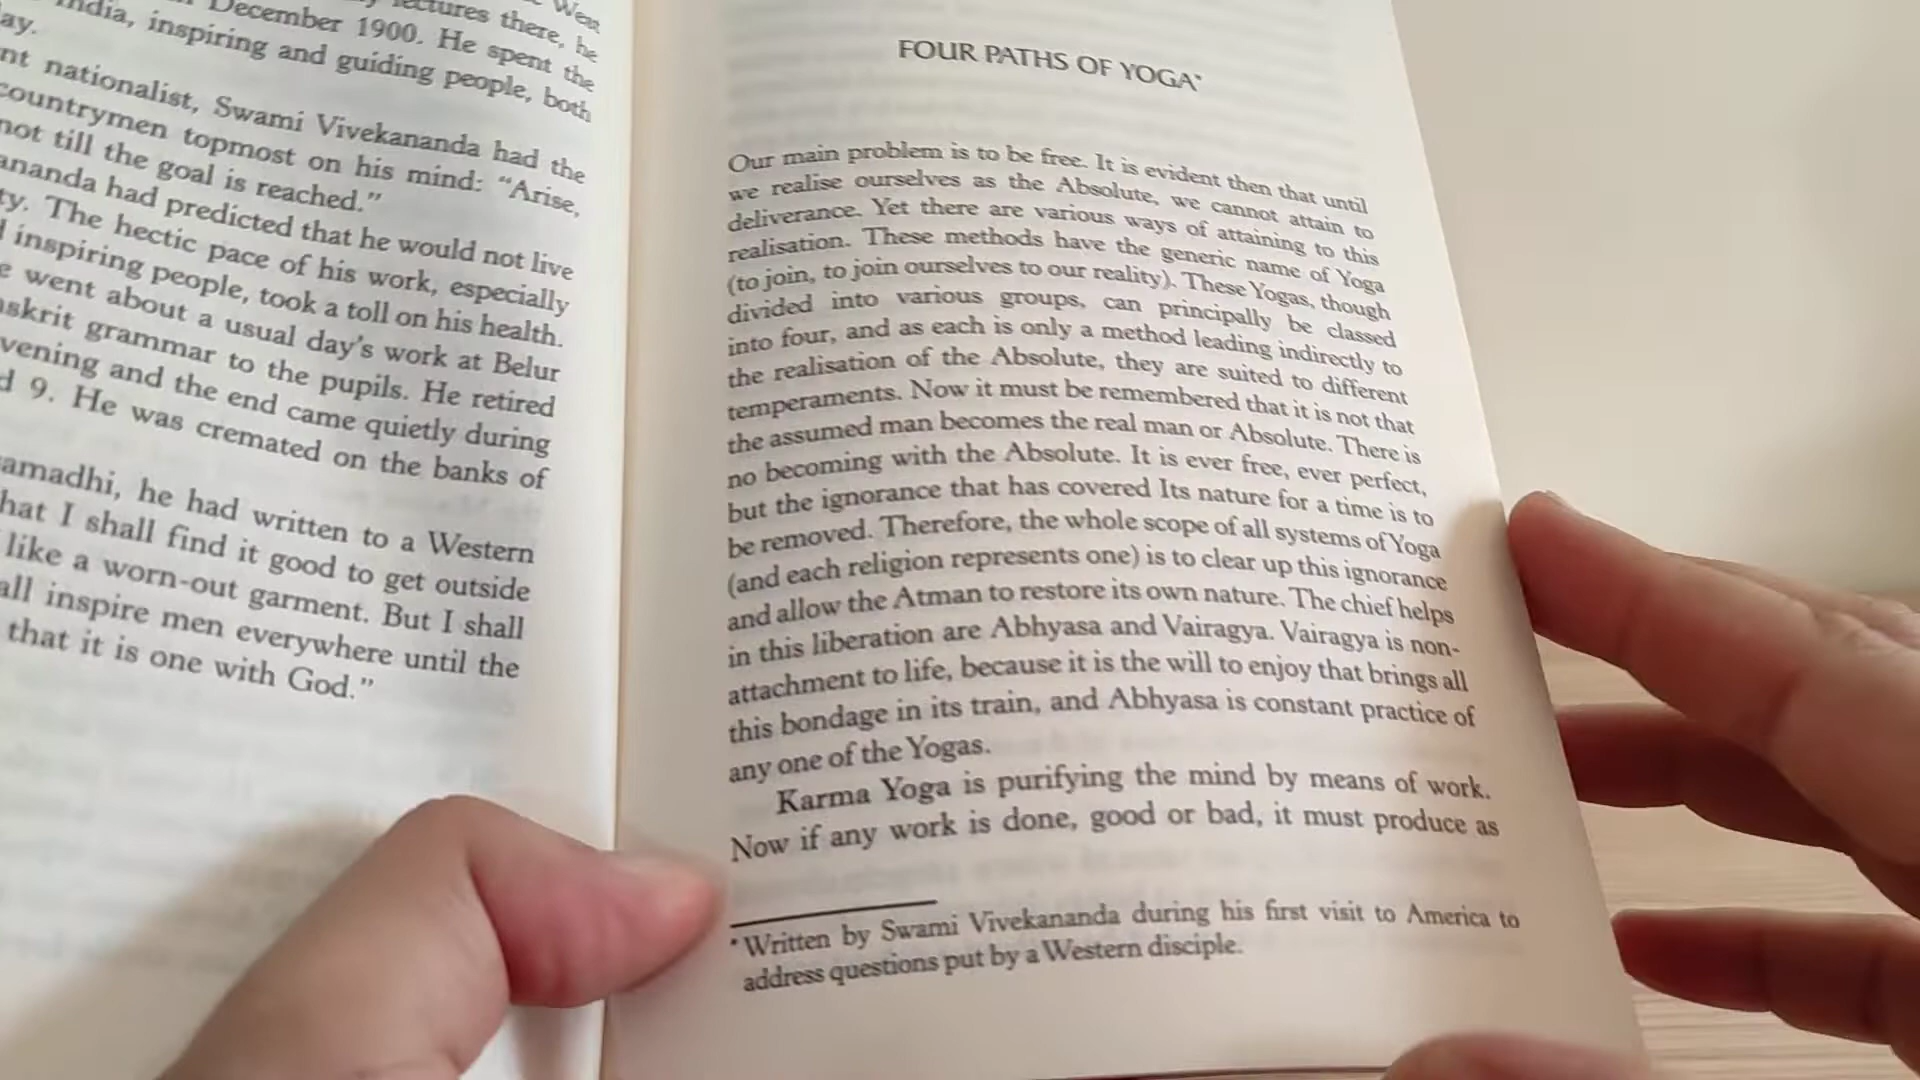 Wes
lectures there, he
December 1900. He spent the
India, inspiring and guiding people, both
ay.
nt nationalist, Swami Vivekananda had the
countrymen topmost on his mind: “Arise,
not till the goal is reached.”
ananda had predicted that he would not live
ty. The hectic pace of his work, especially
inspiring people, took a toll on his health.
e went about a usual day’s work at Belur
nskrit grammar to the pupils. He retired
vening and the end came quietly during
d 9. He was cremated on the banks of
amadhi, he had written to a Western
hat I shall find it good to get outside
like a worn-out garment. But I shall
all inspire men everywhere until the
that it is one with God.”
FOUR PATHS OF YOGA*
Our main problem is to be free. It is evident then that until
we realise ourselves as the Absolute, we cannot attain to
deliverance. Yet there are various ways of attaining to this
realisation. These methods have the generic name of Yoga
(to join, to join ourselves to our reality). These Yogas, though
divided into various groups, can principally be classed
into four, and as each is only a method leading indirectly to
the realisation of the Absolute, they are suited to different
temperaments. Now it must be remembered that it is not that
the assumed man becomes the real man or Absolute. There is
no becoming with the Absolute. It is ever free, ever perfect,
but the ignorance that has covered Its nature for a time is to
be removed. Therefore, the whole scope of all systems of Yoga
(and each religion represents one) is to clear up this ignorance
and allow the Atman to restore its own nature. The chief helps
in this liberation are Abhyasa and Vairagya. Vairagya is non-
attachment to life, because it is the will to enjoy that brings all
this bondage in its train, and Abhyasa is constant practice of
any one of the Yogas.
Karma Yoga is purifying the mind by means of work.
Now if any work is done, good or bad, it must produce as
*Written by Swami Vivekananda during his first visit to America to
address questions put by a Western disciple.